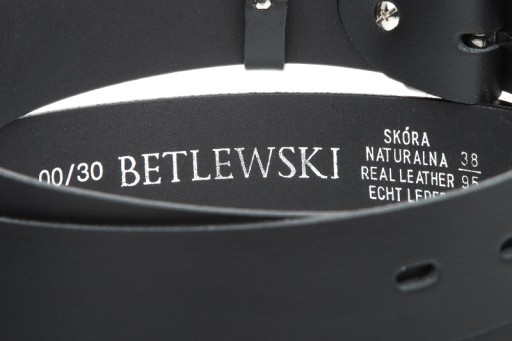 00/30
BETLEWSKI
SKÓRA
NATURALNA
REAL LEATHER
ECHT
38
95